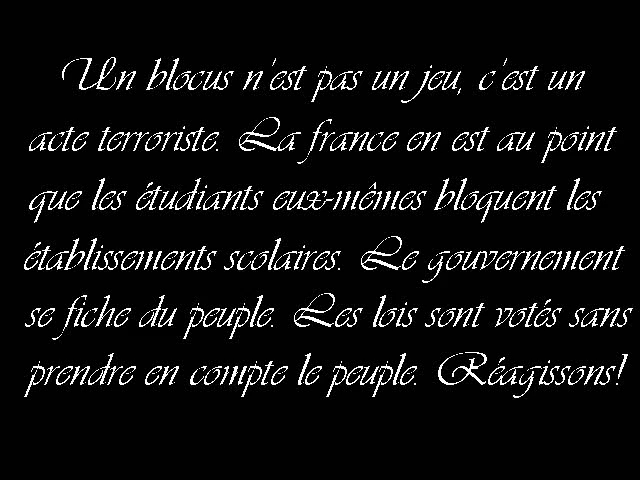 Un blocus n'est pas un jeu, c'est un
acte terroriste. La france en est au point
que les étudiants eux-mêmes bloquent les
établissements scolaires. Le gouvernement
se fiche du peuple. Les lois sont votés sans
prendre en compte le peuple. Réagissons!